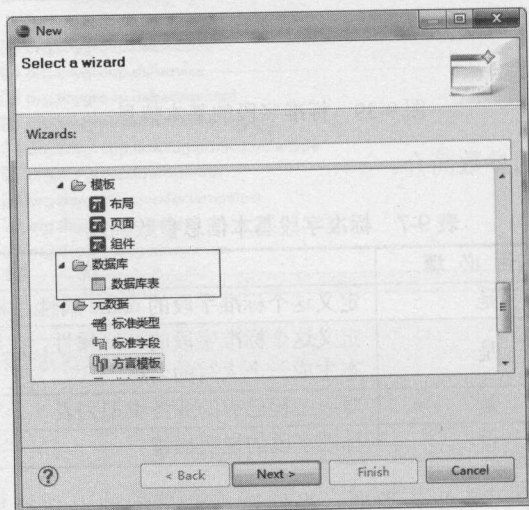 New
Select a wizard
Wizards:
模板
布局
页面
组件
数据库
数据库表
元数据
标准类型
标准字段
方言模板
?
< Back
Next >
Finish
Cancel